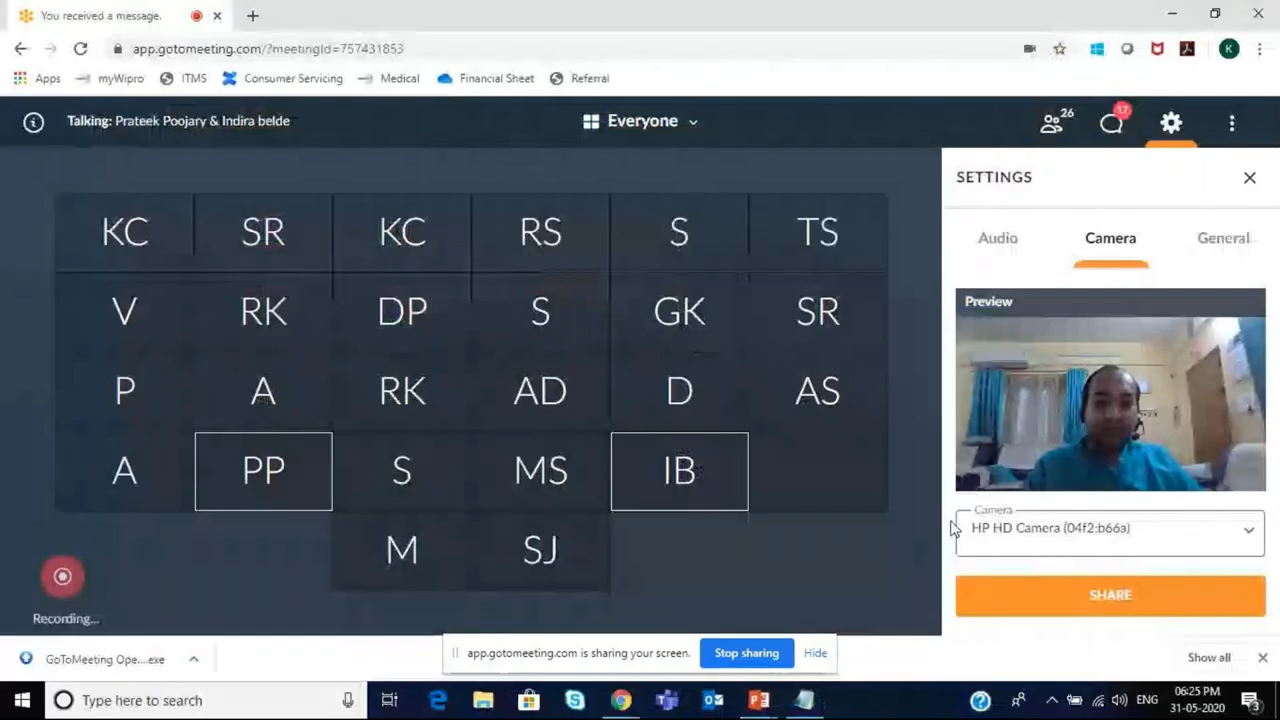 You received a message.
app.gotomeeting.com/?meetingId=757431853
K
Apps myWipro ITMS Consumer Servicing Medical Financial Sheet Referral
Talking: Prateek Poojary & Indira belde
Everyone
26
17
SETTINGS
Audio Camera General
Preview
Camera
HP HD Camera (04f2:b66a)
SHARE
KC SR KC RS S TS
V RK DP S GK SR
P A RK AD D AS
A PP S MS IB
M SJ
Recording...
app.gotomeeting.com is sharing your screen. Stop sharing Hide
GoToMeeting Ope....exe
Show all
Type here to search
ENG
06:25 PM
31-05-2020
3